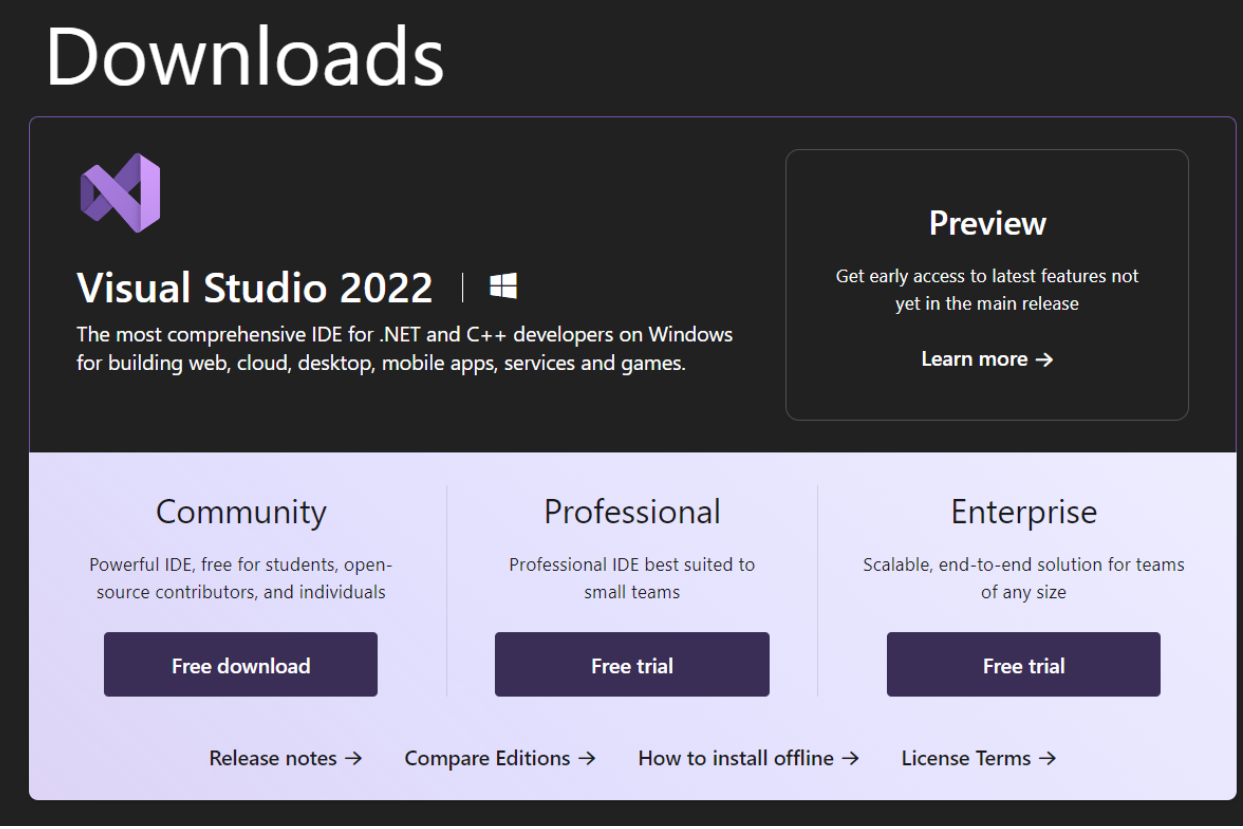 Downloads
Visual Studio 2022
The most comprehensive IDE for .NET and C++ developers on Windows
for building web, cloud, desktop, mobile apps, services and games.
Preview
Get early access to latest features not
yet in the main release
Learn more →
Community
Powerful IDE, free for students, open-
source contributors, and individuals
Free download
Professional
Professional IDE best suited to
small teams
Free trial
Enterprise
Scalable, end-to-end solution for teams
of any size
Free trial
Release notes →
Compare Editions →
How to install offline →
License Terms →